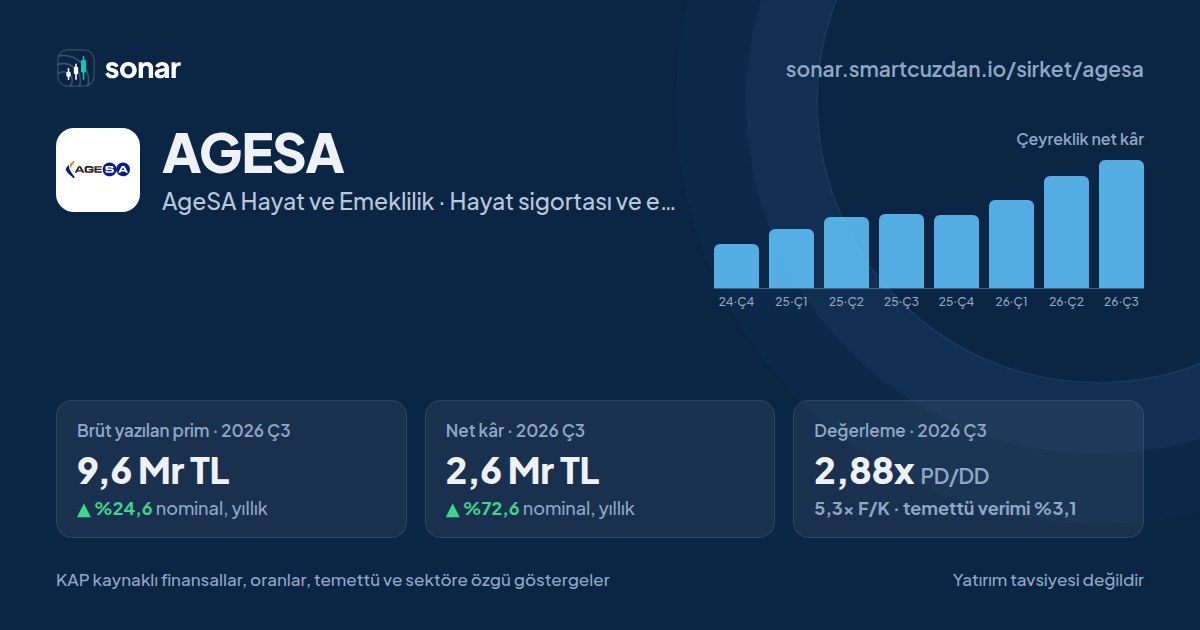 sonar
sonar.smartcuzdan.io/sirket/agesa
AGESA
AGESA
AgeSA Hayat ve Emeklilik · Hayat sigortası ve e...
Çeyreklik net kâr
24·Ç4 25·Ç1 25·Ç2 25·Ç3 25·Ç4 26·Ç1 26·Ç2 26·Ç3
Brüt yazılan prim · 2026 Ç3
9,6 Mr TL
▲ %24,6 nominal, yıllık
Net kâr · 2026 Ç3
2,6 Mr TL
▲ %72,6 nominal, yıllık
Değerleme · 2026 Ç3
2,88x PD/DD
5,3× F/K · temettü verimi %3,1
KAP kaynaklı finansallar, oranlar, temettü ve sektöre özgü göstergeler
Yatırım tavsiyesi değildir